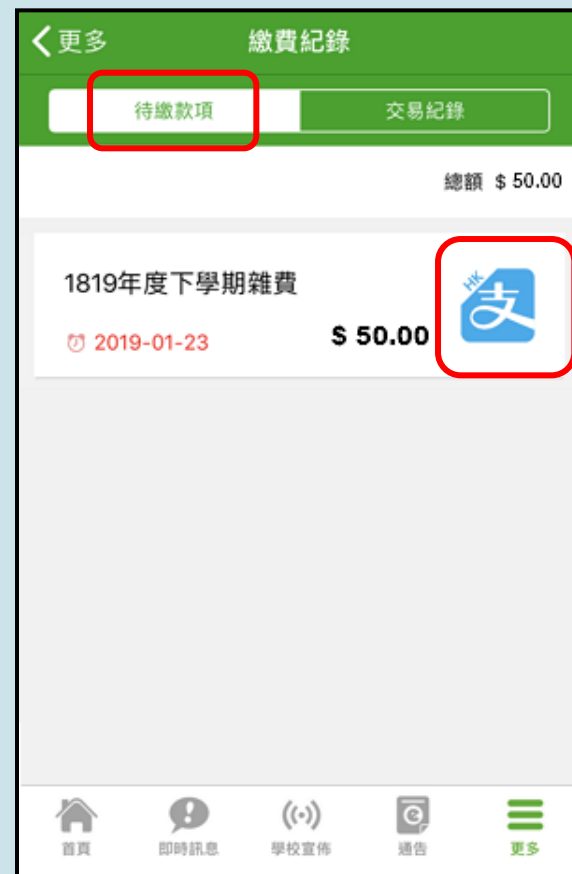 更多
繳費紀錄
待繳款項
交易紀錄
總額 $ 50.00
1819年度下學期雜費
HK
支
2019-01-23
$ 50.00
首頁
即時訊息
學校宣佈
通告
更多